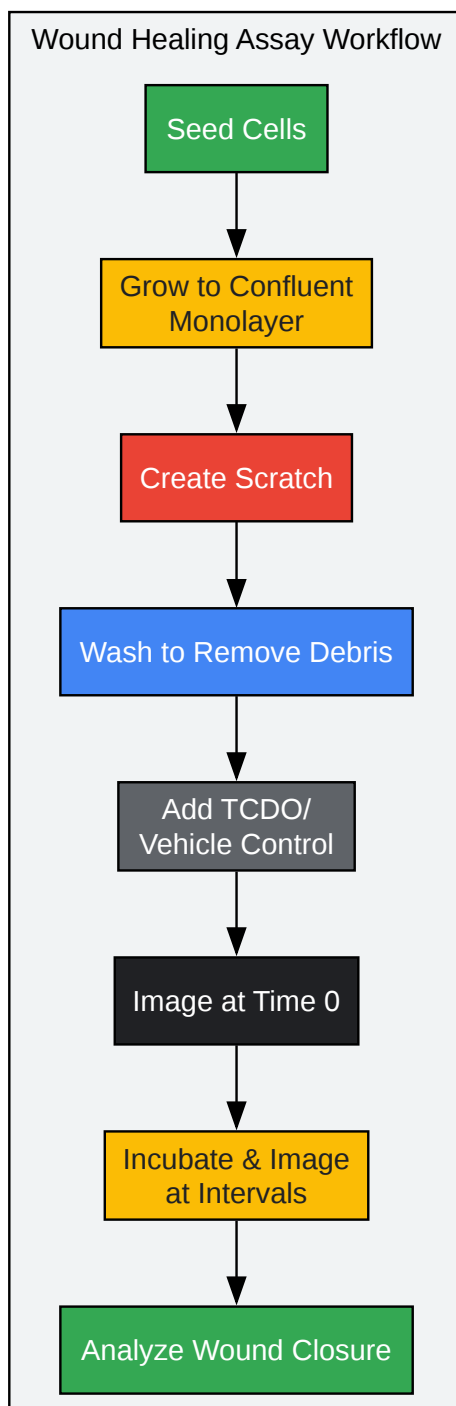 Wound Healing Assay Workflow
Seed Cells
Grow to Confluent
Monolayer
Create Scratch
Wash to Remove Debris
Add TCDO/
Vehicle Control
Image at Time 0
Incubate & Image
at Intervals
Analyze Wound Closure